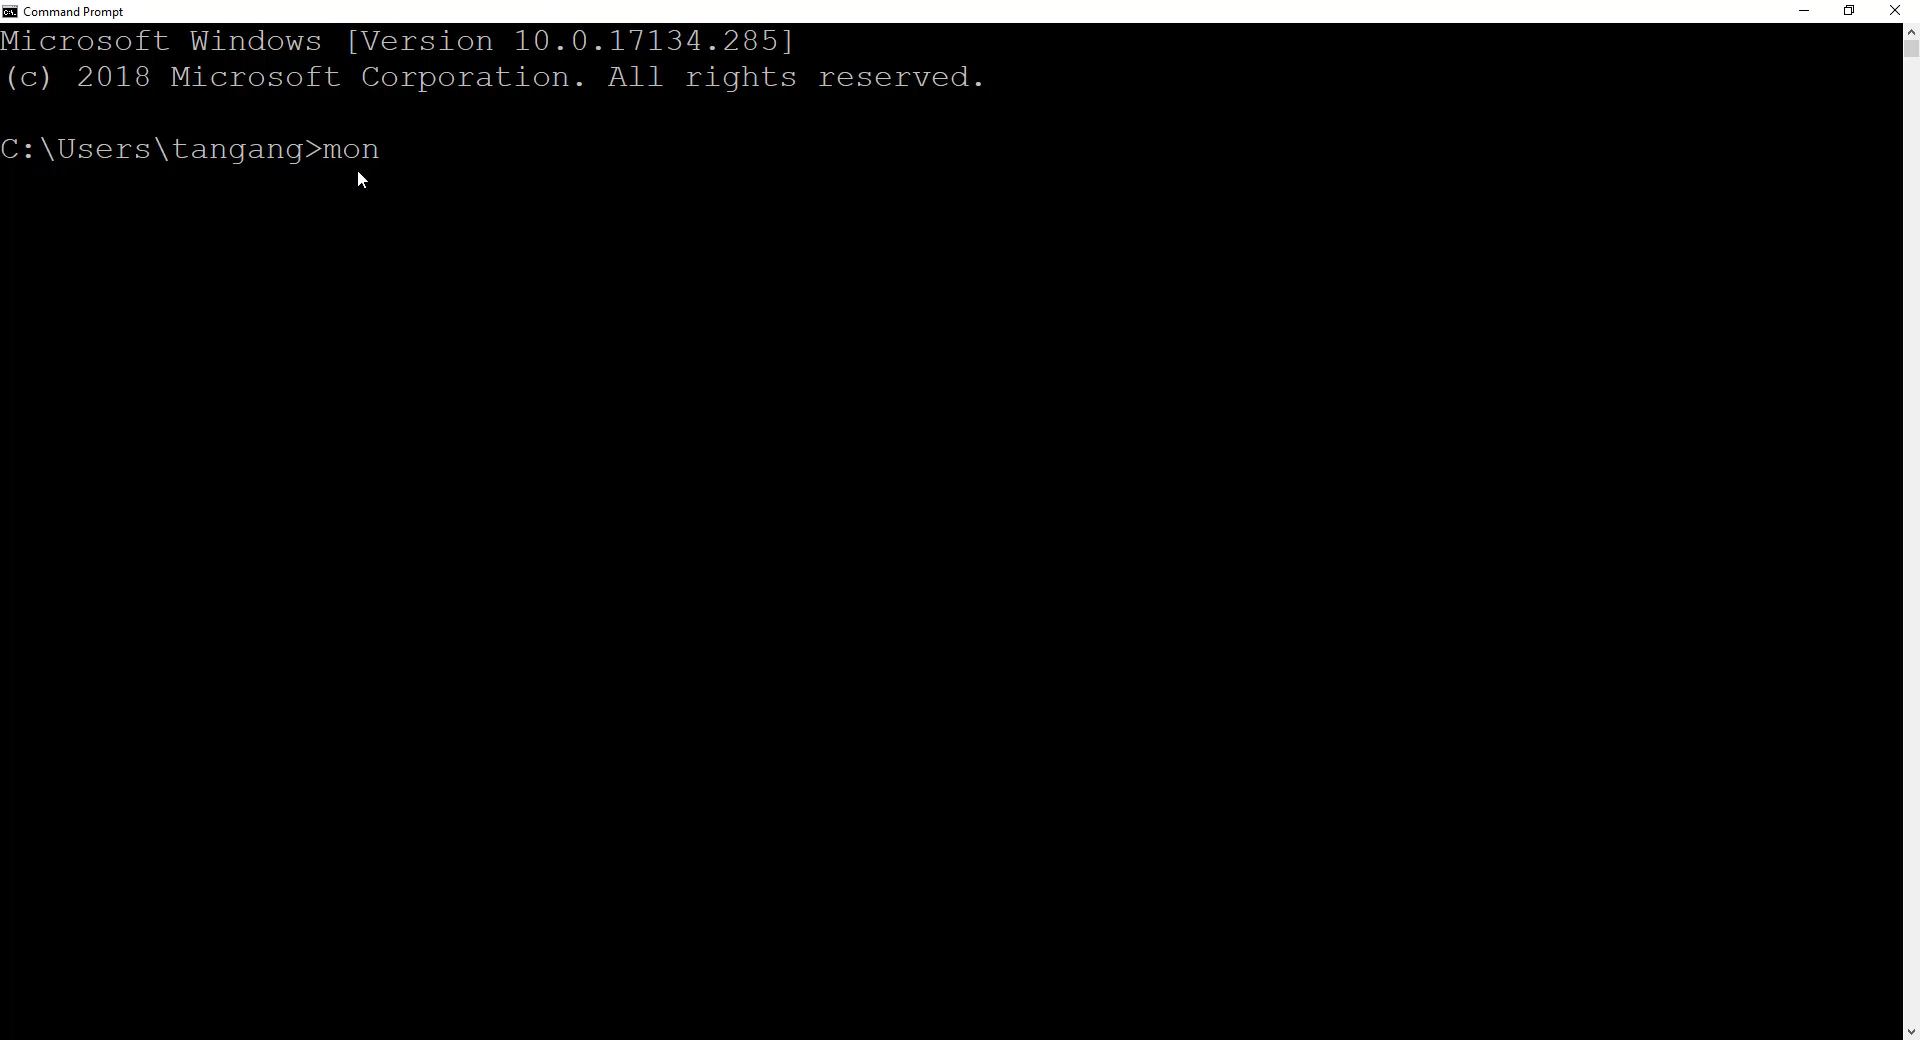 Command Prompt
Microsoft Windows [Version 10.0.17134.285]
(c) 2018 Microsoft Corporation. All rights reserved.
C:\Users\tangang>mon